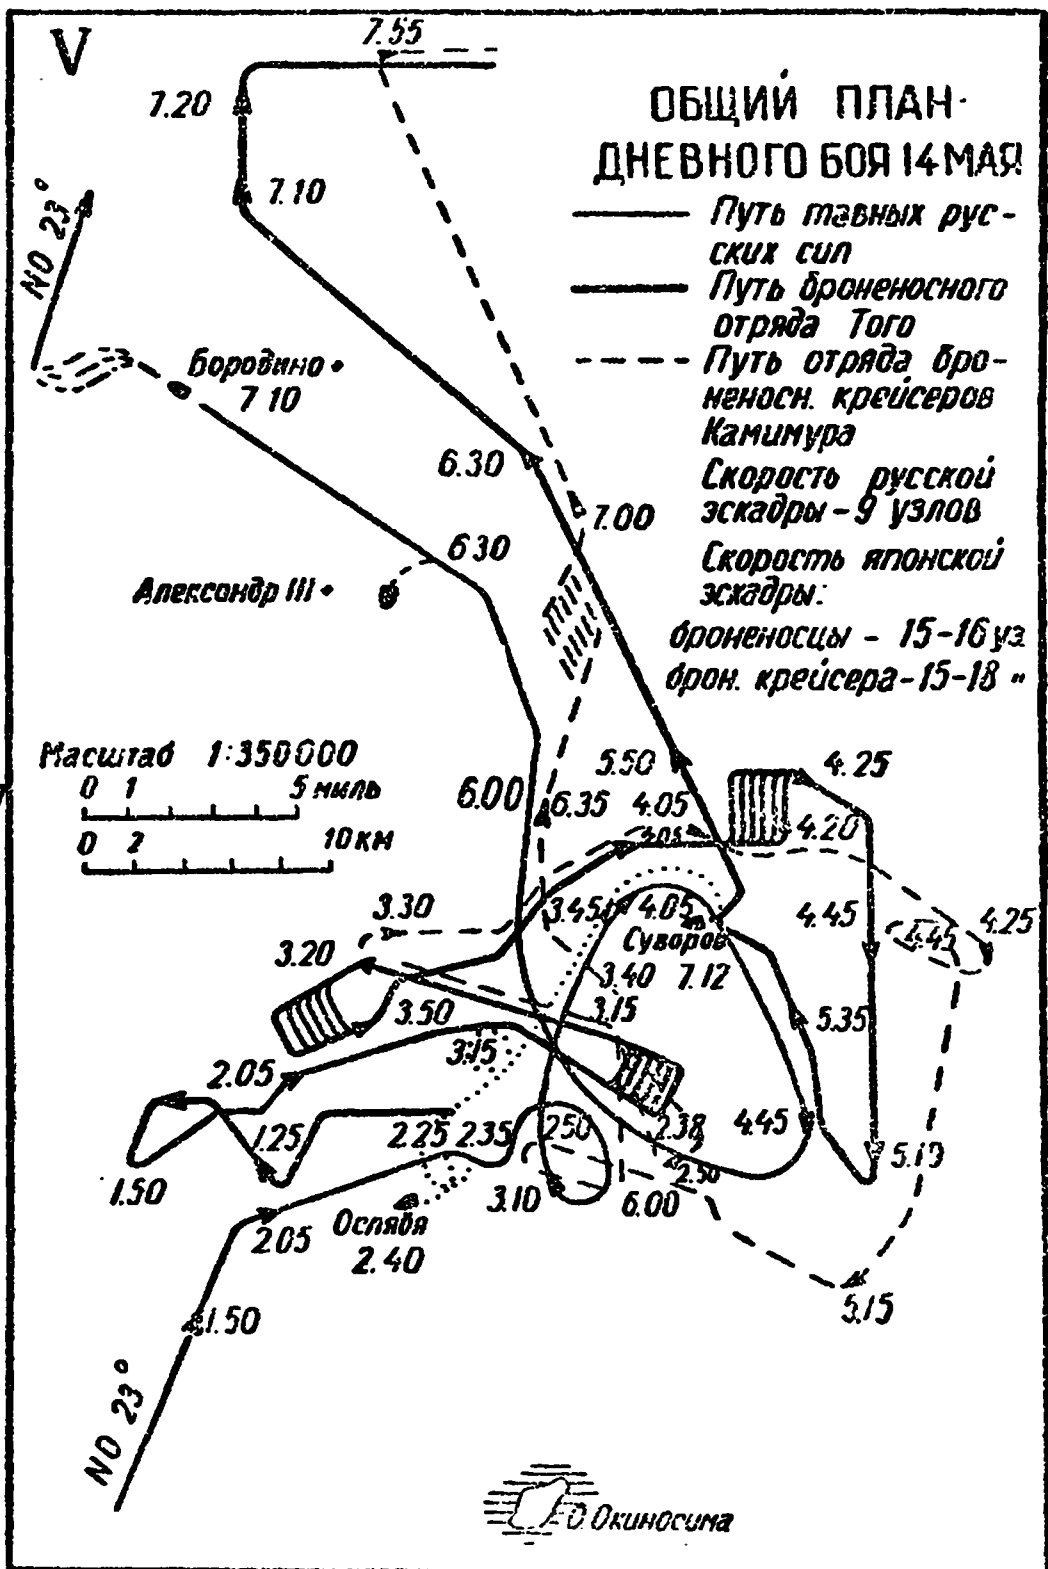 V
7.55
ОБЩИЙ ПЛАН
ДНЕВНОГО БОЯ 14 МАЯ
7.20
7.10
NO 23°
Путь главных рус-
ских сил
Путь броненосного
отряда Того
Путь отряда бро-
неносн. крейсеров
Камимура
Скорость русской
эскадры - 9 узлов
Скорость японской
эскадры:
броненосцы - 15-16 уз
брон. крейсера - 15-18 "
Бородино
7 10
6.30
7.00
6 30
Александр III
Масштаб 1:350000
0 1 5 миль
0 2 10 км
5.50
4.25
6.00
6.35
4.05
4.20
3.30
3.45
4.05
4.45
4.45
4.25
3.20
Суворов
7.12
3.40
3.50
3.15
5.35
3.15
2.05
1.25
2.25
2.35
2.50
2.38
4.45
5.10
1.50
3.10
2.50
6.00
2.05
Ослябя
2.40
5.15
1.50
NO 23°
О. Окиносима